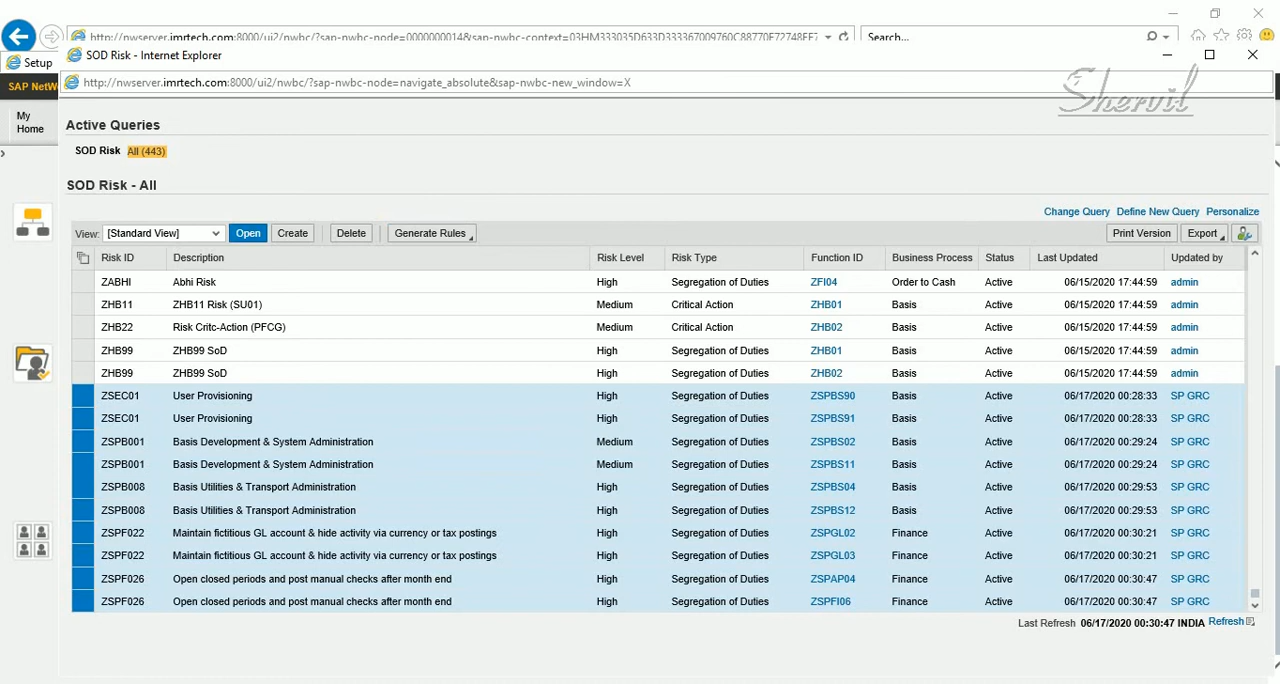 http://nwserver.imrtech.com:8000/ui2/nwbc/?sap-nwbc-node=0000000014&sap-nwbc-context=03HM333035D633D333367009760C88770F72748FF7
Search...
Setup
SOD Risk - Internet Explorer
SAP NetW
http://nwserver.imrtech.com:8000/ui2/nwbc/?sap-nwbc-node=navigate_absolute&sap-nwbc-new_window=X
Shervil
My Home
Active Queries
SOD Risk All (443)
SOD Risk - All
Change Query Define New Query Personalize
View: [Standard View] Open Create Delete Generate Rules Print Version Export
Risk ID Description Risk Level Risk Type Function ID Business Process Status Last Updated Updated by
ZABHI Abhi Risk High Segregation of Duties ZFI04 Order to Cash Active 06/15/2020 17:44:59 admin
ZHB11 ZHB11 Risk (SU01) Medium Critical Action ZHB01 Basis Active 06/15/2020 17:44:59 admin
ZHB22 Risk Critc-Action (PFCG) Medium Critical Action ZHB02 Basis Active 06/15/2020 17:44:59 admin
ZHB99 ZHB99 SoD High Segregation of Duties ZHB01 Basis Active 06/15/2020 17:44:59 admin
ZHB99 ZHB99 SoD High Segregation of Duties ZHB02 Basis Active 06/15/2020 17:44:59 admin
ZSEC01 User Provisioning High Segregation of Duties ZSPBS90 Basis Active 06/17/2020 00:28:33 SP GRC
ZSEC01 User Provisioning High Segregation of Duties ZSPBS91 Basis Active 06/17/2020 00:28:33 SP GRC
ZSPB001 Basis Development & System Administration Medium Segregation of Duties ZSPBS02 Basis Active 06/17/2020 00:29:24 SP GRC
ZSPB001 Basis Development & System Administration Medium Segregation of Duties ZSPBS11 Basis Active 06/17/2020 00:29:24 SP GRC
ZSPB008 Basis Utilities & Transport Administration High Segregation of Duties ZSPBS04 Basis Active 06/17/2020 00:29:53 SP GRC
ZSPB008 Basis Utilities & Transport Administration High Segregation of Duties ZSPBS12 Basis Active 06/17/2020 00:29:53 SP GRC
ZSPF022 Maintain fictitious GL account & hide activity via currency or tax postings High Segregation of Duties ZSPGL02 Finance Active 06/17/2020 00:30:21 SP GRC
ZSPF022 Maintain fictitious GL account & hide activity via currency or tax postings High Segregation of Duties ZSPGL03 Finance Active 06/17/2020 00:30:21 SP GRC
ZSPF026 Open closed periods and post manual checks after month end High Segregation of Duties ZSPAP04 Finance Active 06/17/2020 00:30:47 SP GRC
ZSPF026 Open closed periods and post manual checks after month end High Segregation of Duties ZSPFI06 Finance Active 06/17/2020 00:30:47 SP GRC
Last Refresh 06/17/2020 00:30:47 INDIA Refresh